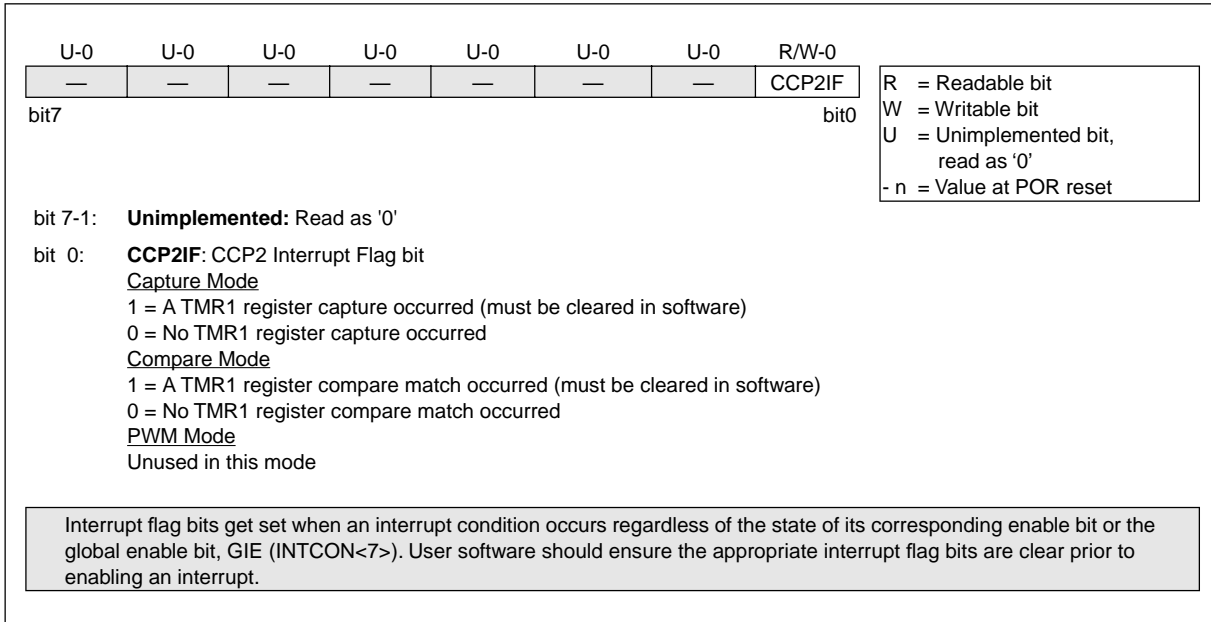 U-0 U-0 U-0 U-0 U-0 U-0 U-0 R/W-0
— — — — — — — CCP2IF
bit7 bit0
R = Readable bit
W = Writable bit
U = Unimplemented bit,
read as ‘0’
- n = Value at POR reset
bit 7-1: Unimplemented: Read as '0'
bit 0: CCP2IF: CCP2 Interrupt Flag bit
Capture Mode
1 = A TMR1 register capture occurred (must be cleared in software)
0 = No TMR1 register capture occurred
Compare Mode
1 = A TMR1 register compare match occurred (must be cleared in software)
0 = No TMR1 register compare match occurred
PWM Mode
Unused in this mode
Interrupt flag bits get set when an interrupt condition occurs regardless of the state of its corresponding enable bit or the
global enable bit, GIE (INTCON<7>). User software should ensure the appropriate interrupt flag bits are clear prior to
enabling an interrupt.